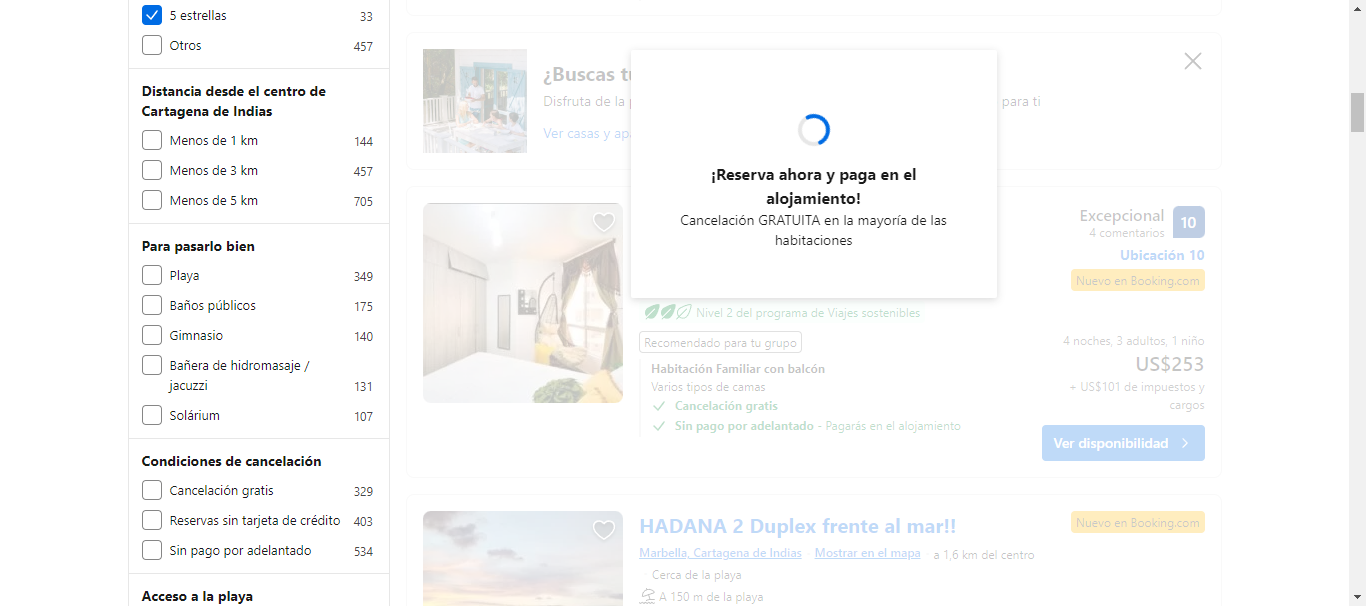 5 estrellas 33
Otros 457
Distancia desde el centro de
Cartagena de Indias
Menos de 1 km 144
Menos de 3 km 457
Menos de 5 km 705
Para pasarlo bien
Playa 349
Baños públicos 175
Gimnasio 140
Bañera de hidromasaje /
jacuzzi 131
Solárium 107
Condiciones de cancelación
Cancelación gratis 329
Reservas sin tarjeta de crédito 403
Sin pago por adelantado 534
Acceso a la playa
¿Buscas
Disfruta de la
para ti
Ver casas y
¡Reserva ahora y paga en el
alojamiento!
Cancelación GRATUITA en la mayoría de las
habitaciones
Excepcional 10
4 comentarios
Ubicación 10
Nuevo en Booking.com
Nivel 2 del programa de Viajes sostenibles
Recomendado para tu grupo
Habitación Familiar con balcón
Varios tipos de camas
Cancelación gratis
Sin pago por adelantado - Pagarás en el alojamiento
4 noches, 3 adultos, 1 niño
US$253
+ US$101 de impuestos y
cargos
Ver disponibilidad
HADANA 2 Duplex frente al mar!!
Nuevo en Booking.com
Marbella, Cartagena de Indias Mostrar en el mapa a 1,6 km del centro
Cerca de la playa
A 150 m de la playa